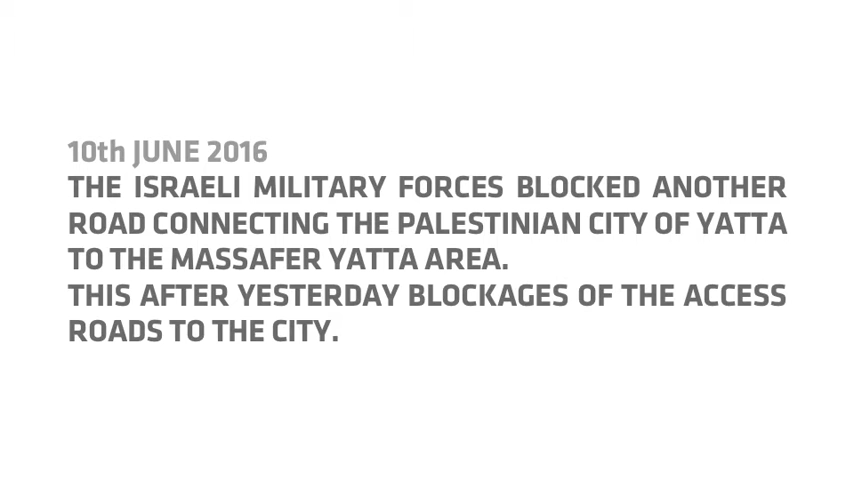 10th JUNE 2016
THE ISRAELI MILITARY FORCES BLOCKED ANOTHER
ROAD CONNECTING THE PALESTINIAN CITY OF YATTA
TO THE MASSAFER YATTA AREA.
THIS AFTER YESTERDAY BLOCKAGES OF THE ACCESS
ROADS TO THE CITY.